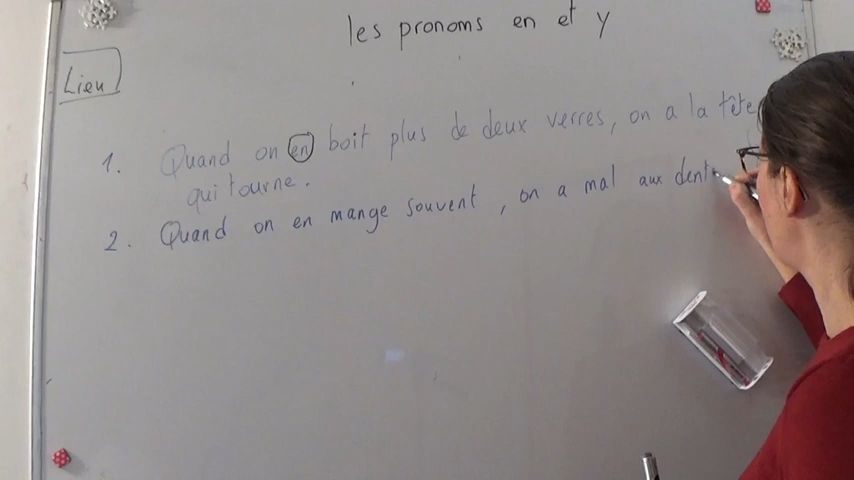 les pronoms en et y
Lieu
1. Quand on en boit plus de deux verres, on a la tête
qui tourne.
2. Quand on en mange souvent, on a mal aux dent